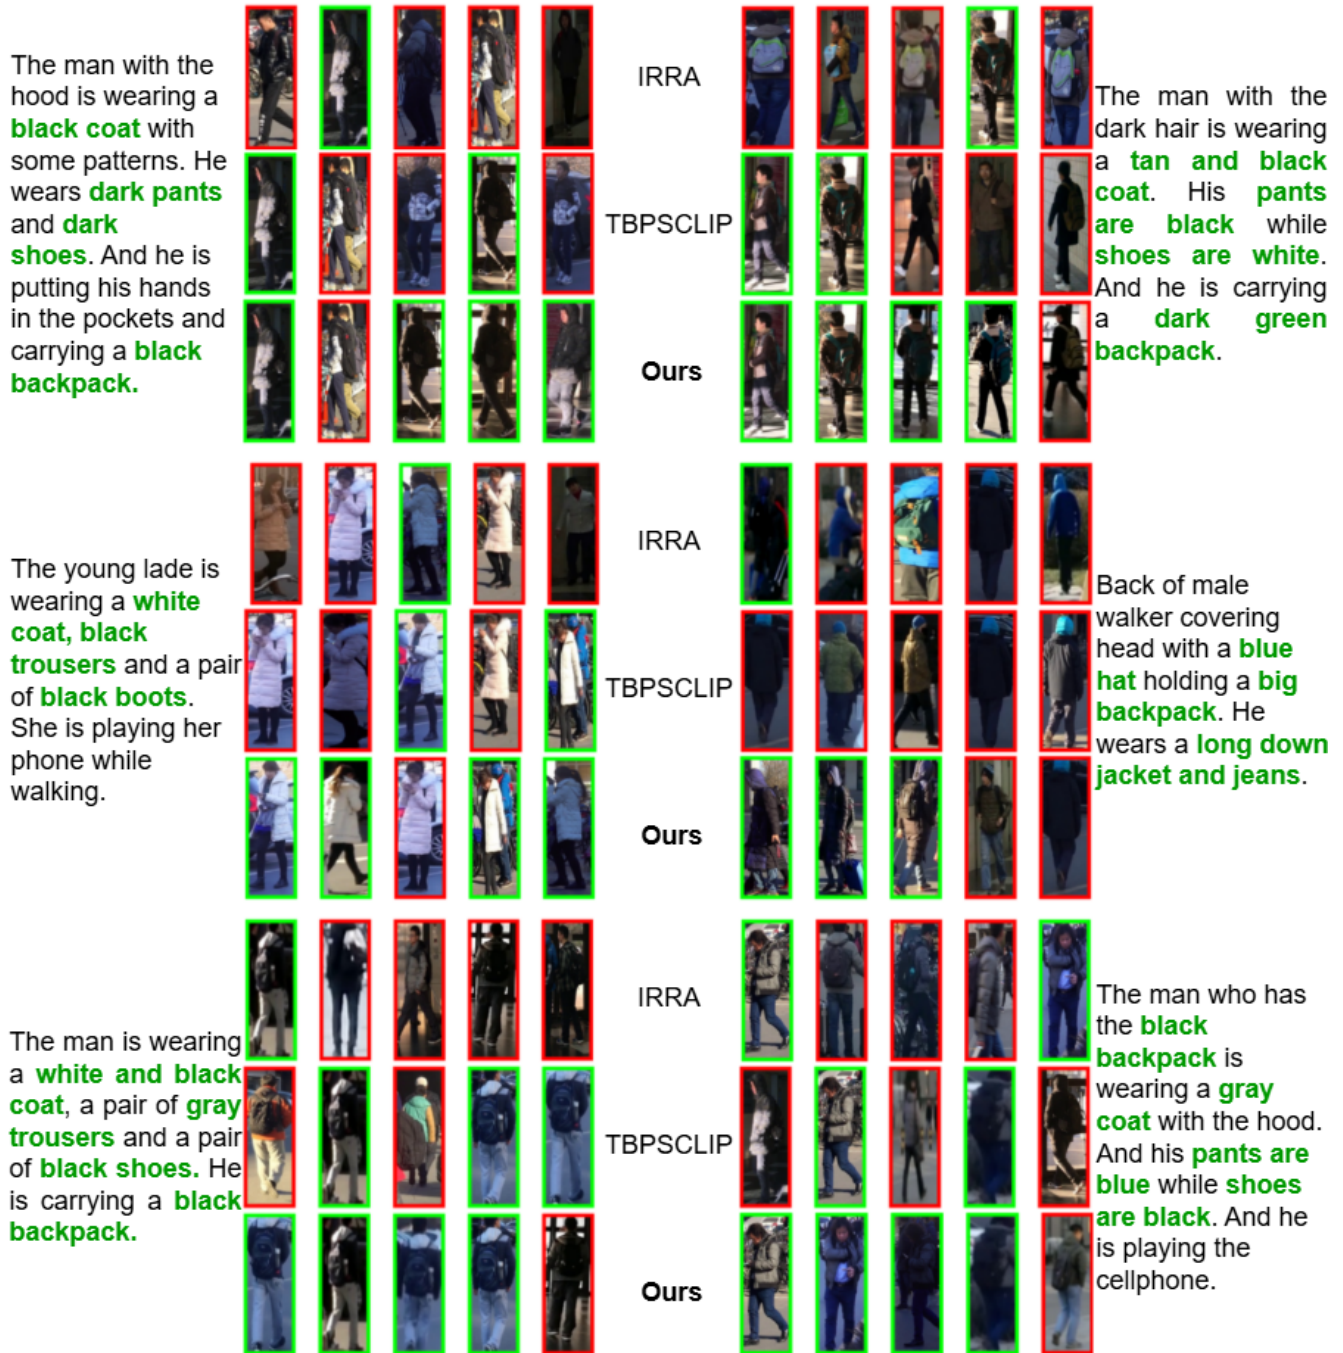 The man with the
hood is wearing a
black coat with
some patterns. He
wears dark pants
and dark
shoes. And he is
putting his hands
in the pockets and
carrying a black
backpack.
IRRA
TBPSCLIP
Ours
The man with the
dark hair is wearing
a tan and black
coat. His pants
are black while
shoes are white.
And he is carrying
a dark green
backpack.
The young lade is
wearing a white
coat, black
trousers and a pair
of black boots.
She is playing her
phone while
walking.
IRRA
TBPSCLIP
Ours
Back of male
walker covering
head with a blue
hat holding a big
backpack. He
wears a long down
jacket and jeans.
The man is wearing
a white and black
coat, a pair of gray
trousers and a pair
of black shoes. He
is carrying a black
backpack.
IRRA
TBPSCLIP
Ours
The man who has
the black
backpack is
wearing a gray
coat with the hood.
And his pants are
blue while shoes
are black. And he
is playing the
cellphone.